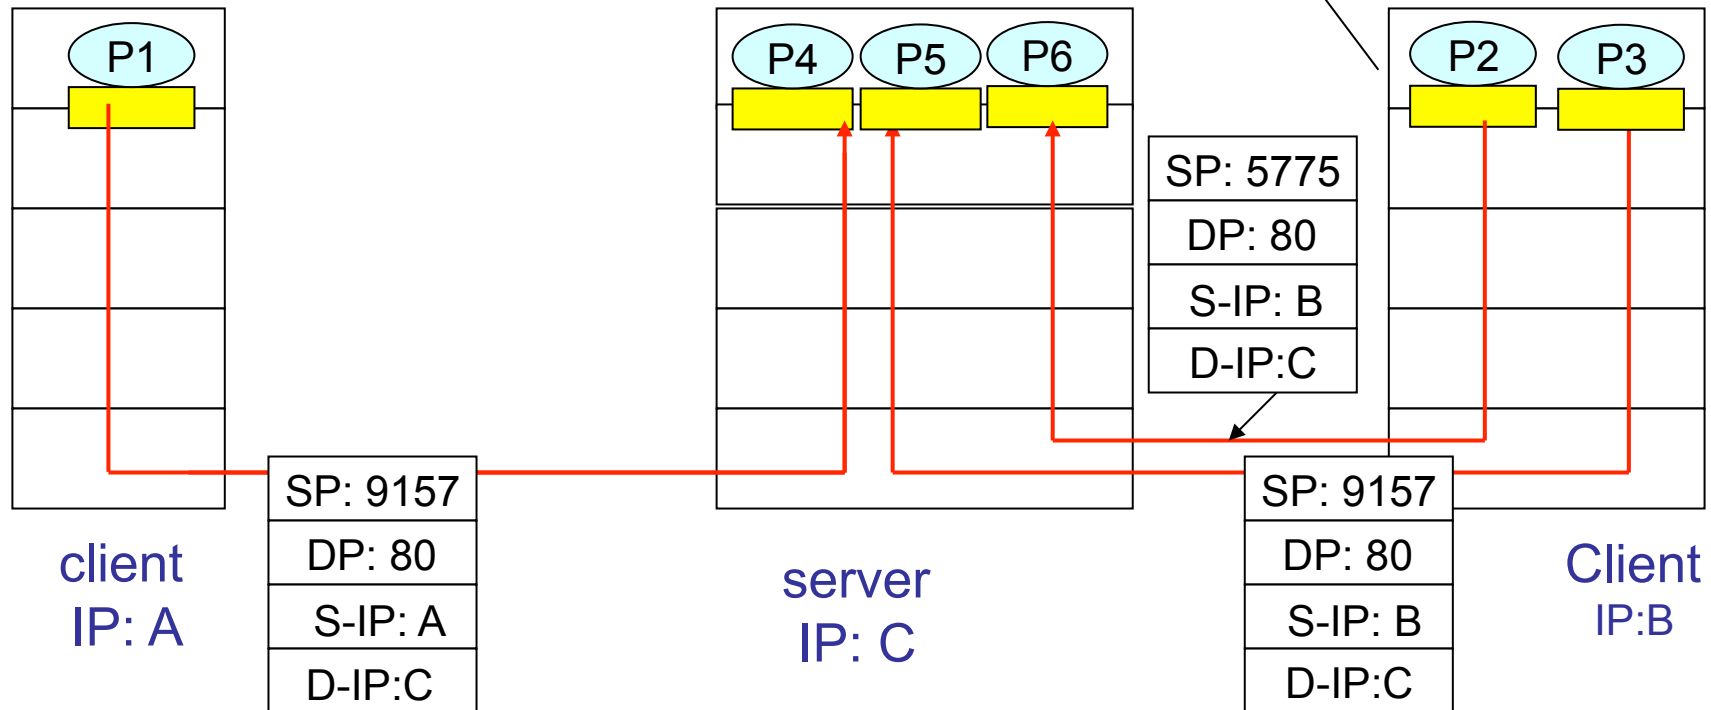 P1
P4
P5
P6
P2
P3
SP: 5775
DP: 80
S-IP: B
D-IP:C
SP: 9157
DP: 80
S-IP: A
D-IP:C
SP: 9157
DP: 80
S-IP: B
D-IP:C
client
IP: A
server
IP: C
Client
IP:B